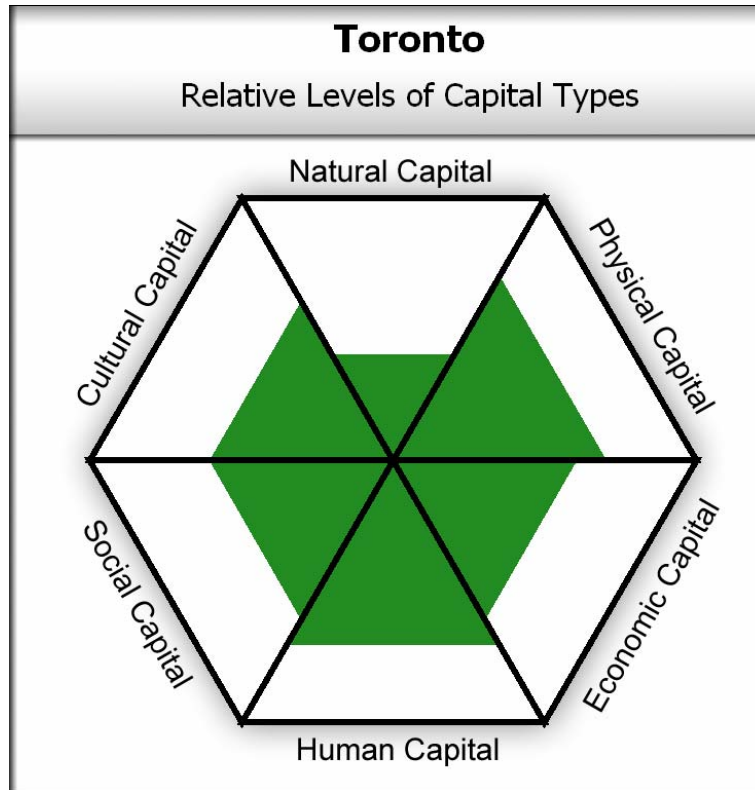 Toronto
Relative Levels of Capital Types
Natural Capital
Cultural Capital
Physical Capital
Social Capital
Economic Capital
Human Capital